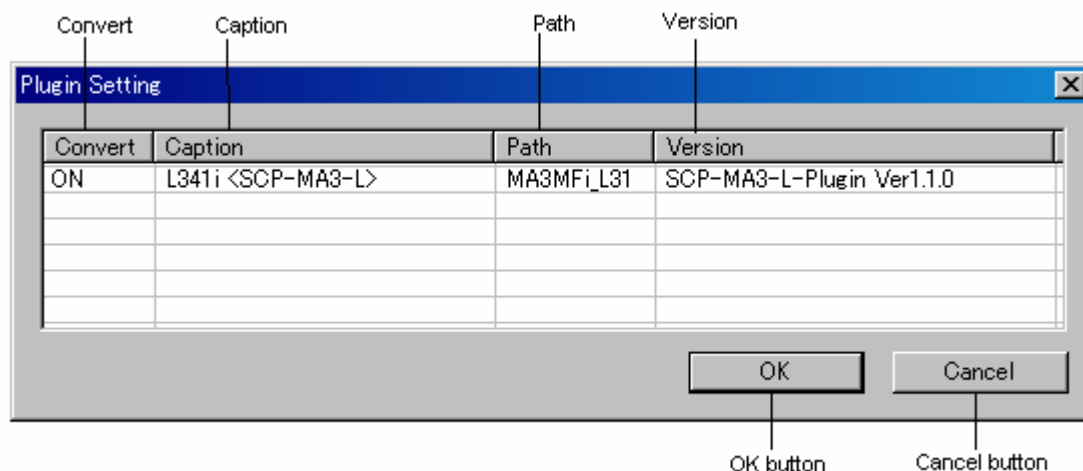 Convert Caption Path Version
Plugin Setting
Convert Caption Path Version
ON L341i <SCP-MA3-L> MA3MFi_L31 SCP-MA3-L-Plugin Ver1.1.0
OK Cancel
OK button Cancel button